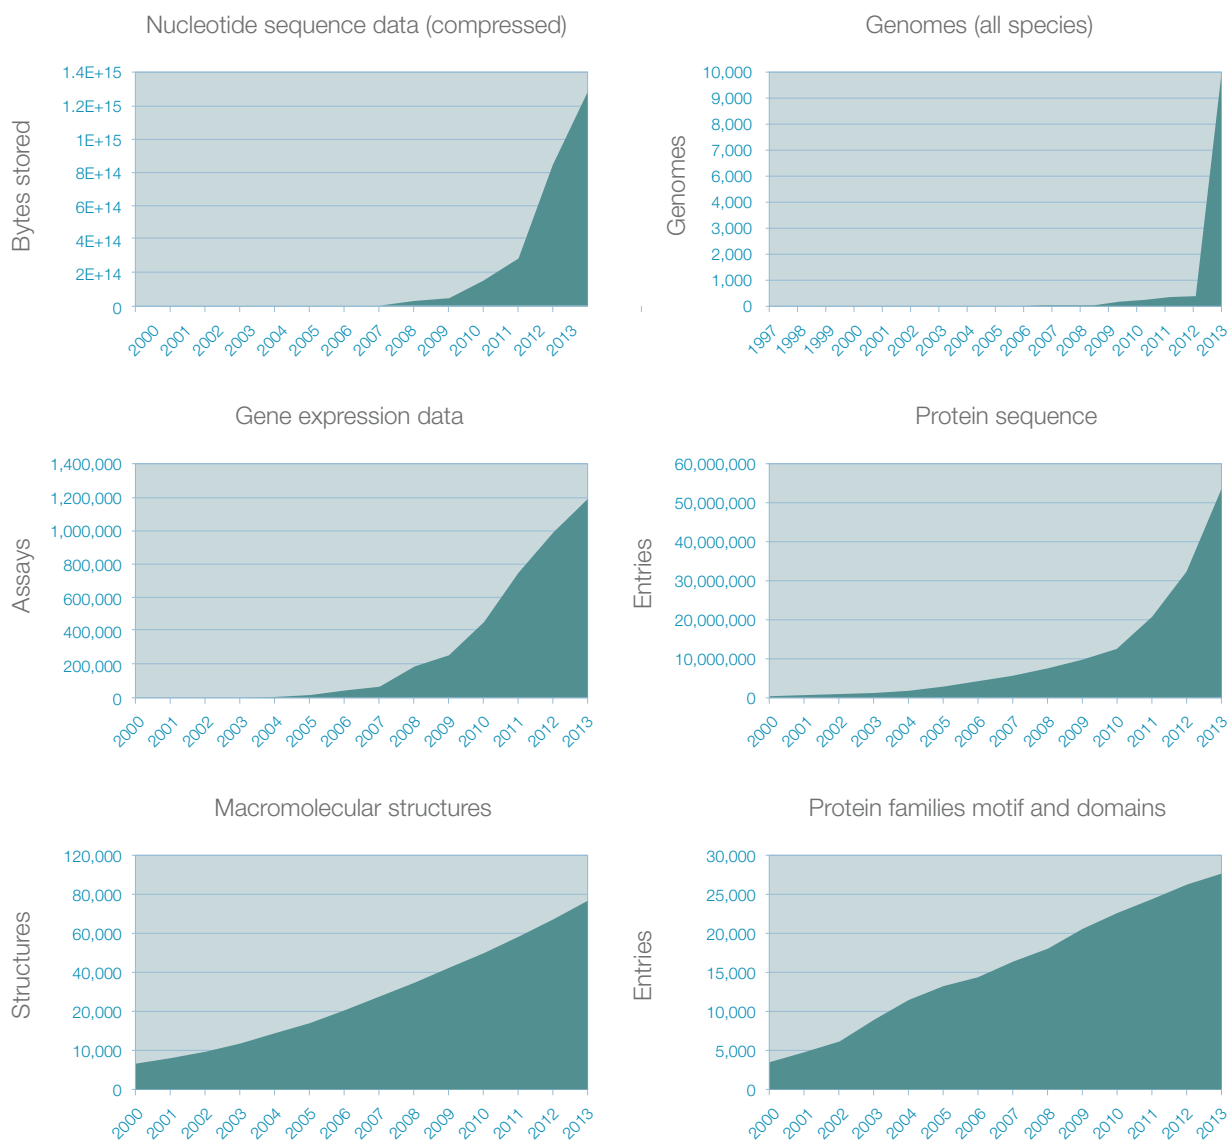 Nucleotide sequence data (compressed)
Bytes stored
1.4E+15
1.2E+15
1E+15
8E+14
6E+14
4E+14
2E+14
0
2000 2001 2002 2003 2004 2005 2006 2007 2008 2009 2010 2011 2012 2013
Genomes (all species)
Genomes
10,000
9,000
8,000
7,000
6,000
5,000
4,000
3,000
2,000
1,000
0
1997 1998 1999 2000 2001 2002 2003 2004 2005 2006 2007 2008 2009 2010 2011 2012 2013
Gene expression data
Assays
1,400,000
1,200,000
1,000,000
800,000
600,000
400,000
200,000
0
2000 2001 2002 2003 2004 2005 2006 2007 2008 2009 2010 2011 2012 2013
Protein sequence
Entries
60,000,000
50,000,000
40,000,000
30,000,000
20,000,000
10,000,000
0
2000 2001 2002 2003 2004 2005 2006 2007 2008 2009 2010 2011 2012 2013
Macromolecular structures
Structures
120,000
80,000
60,000
40,000
20,000
10,000
0
2000 2001 2002 2003 2004 2005 2006 2007 2008 2009 2010 2011 2012 2013
Protein families motif and domains
Entries
30,000
25,000
20,000
15,000
10,000
5,000
0
2000 2001 2002 2003 2004 2005 2006 2007 2008 2009 2010 2011 2012 2013